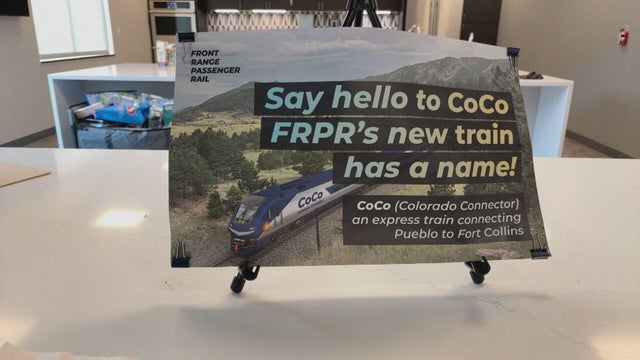 FRONT
RANGE
PASSENGER
RAIL
Say hello to CoCo
FRPR's new train
has a name!
CoCo
CoCo (Colorado Connector)
an express train connecting
Pueblo to Fort Collins